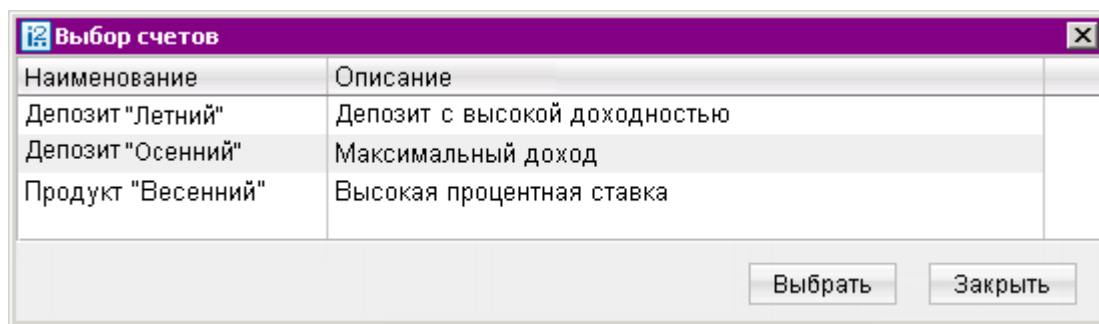 Выбор счетов
Наименование Описание
Депозит "Летний" Депозит с высокой доходностью
Депозит "Осенний" Максимальный доход
Продукт "Весенний" Высокая процентная ставка
Выбрать Закрыть